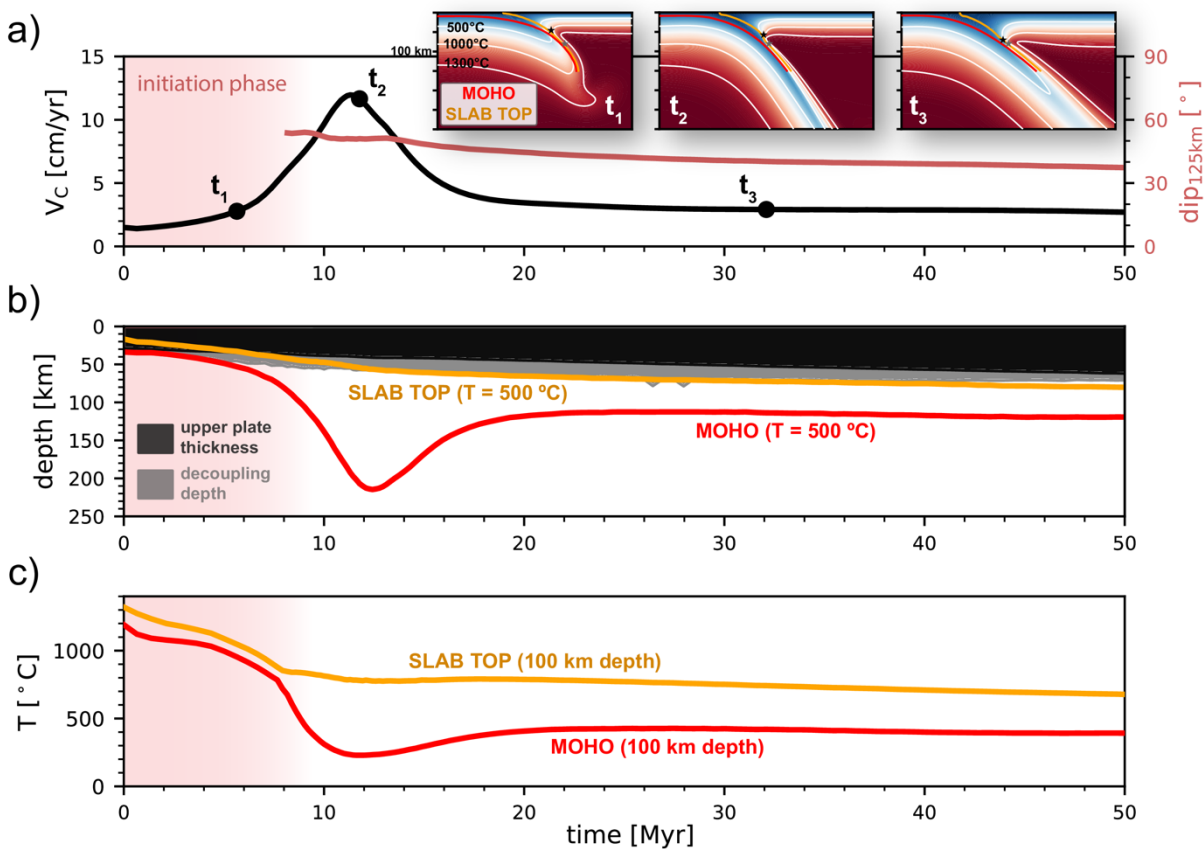 a)
15
10
5
0
V_C [cm/yr]
initiation phase
t₁
t₂
t₃
500°C
1000°C
100 km
1300°C
MOHO
SLAB TOP
t₁
t₂
t₃
90
60
30
0
dip₁₂₅ₖₘ [°]
0 10 20 30 40 50
b)
0
50
100
150
200
250
depth [km]
SLAB TOP (T = 500 ºC)
MOHO (T = 500 ºC)
upper plate
thickness
decoupling
depth
0 10 20 30 40 50
c)
1000
500
0
T [°C]
SLAB TOP (100 km depth)
MOHO (100 km depth)
0 10 20 30 40 50
time [Myr]